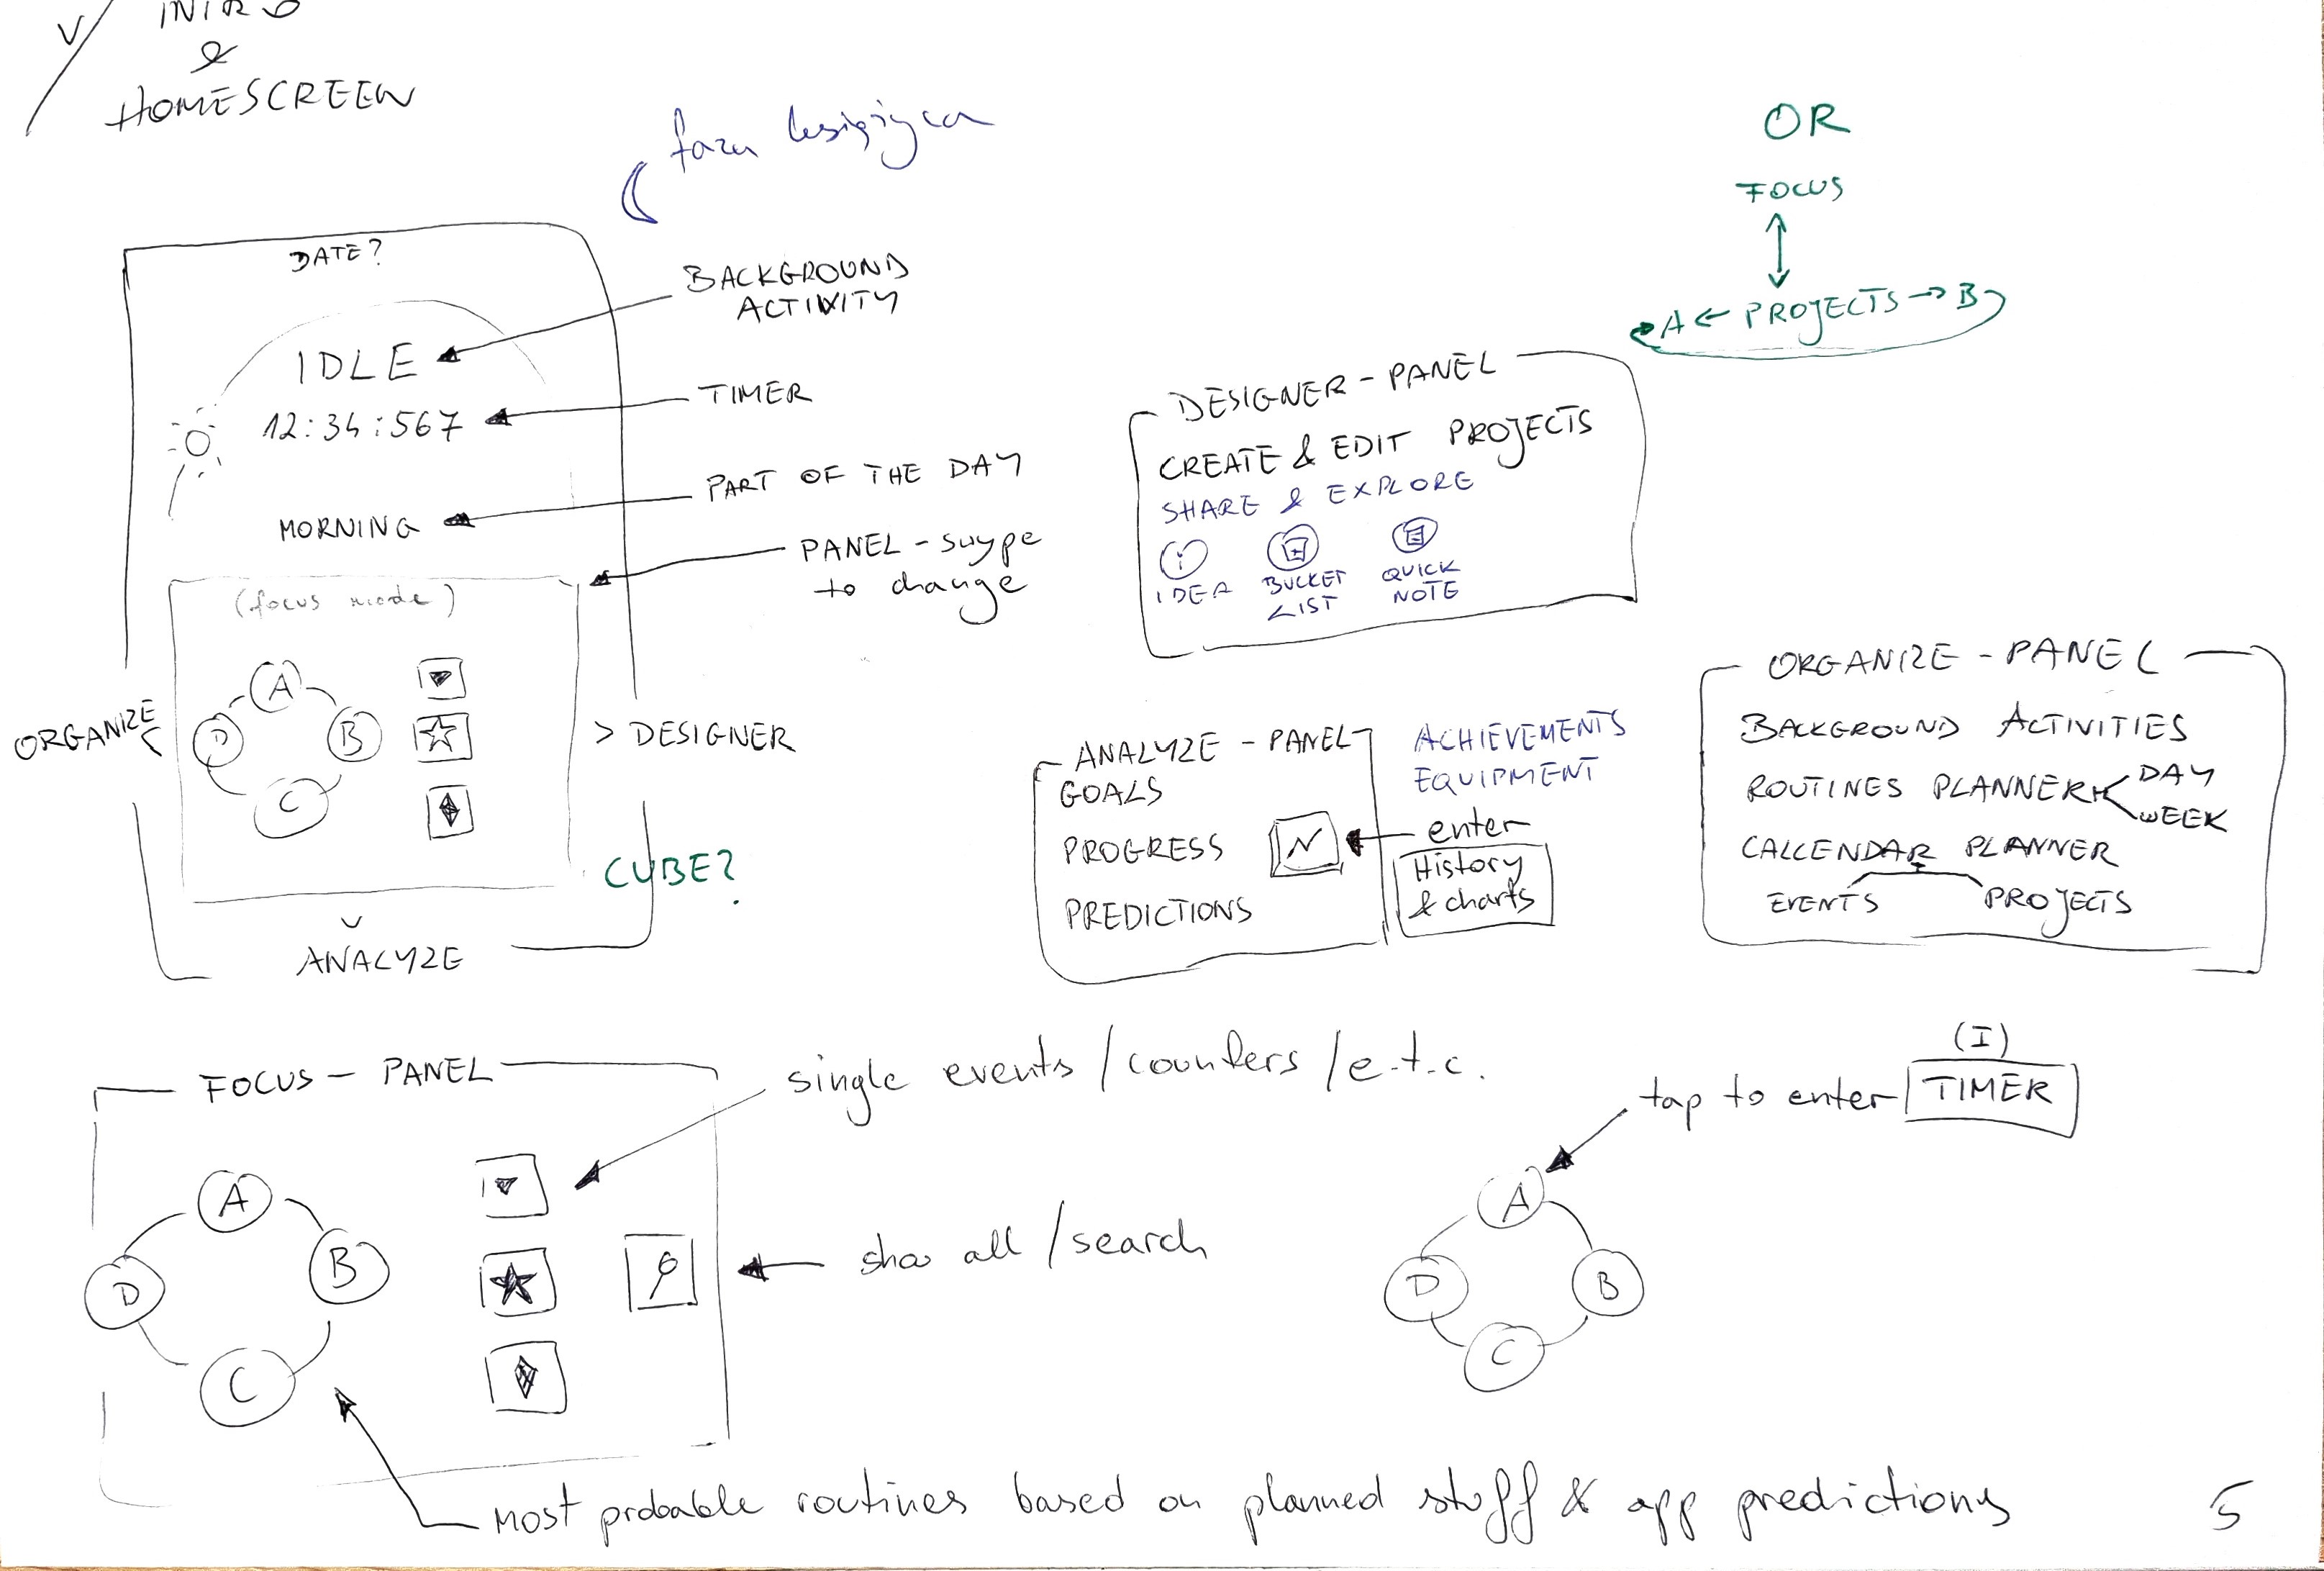 V/ INTRO
&
HOMESCREEN
faza księżyca
DATE?
IDLE
12:34:567
MORNING
(focus mode)
A
B
C
D
ORGANIZE <
> DESIGNER
CUBE?
v
ANALYZE
BACKGROUND
ACTIVITY
TIMER
PART OF THE DAY
PANEL - swype
to change
OR
FOCUS
A ← PROJECTS → B
DESIGNER - PANEL
CREATE & EDIT PROJECTS
SHARE & EXPLORE
IDEA
BUCKET
LIST
QUICK
NOTE
ANALYZE - PANEL
GOALS
PROGRESS
PREDICTIONS
ACHIEVEMENTS
EQUIPMENT
enter
History
& charts
ORGANIZE - PANEL
BACKGROUND ACTIVITIES
ROUTINES PLANNER
DAY
WEEK
CALLENDAR PLANNER
EVENTS
PROJECTS
FOCUS - PANEL
A
B
C
D
single events / counters / e.t.c.
sho all / search
(I)
tap to enter TIMER
A
B
C
D
most probable routines based on planned stuff & app predictions
5